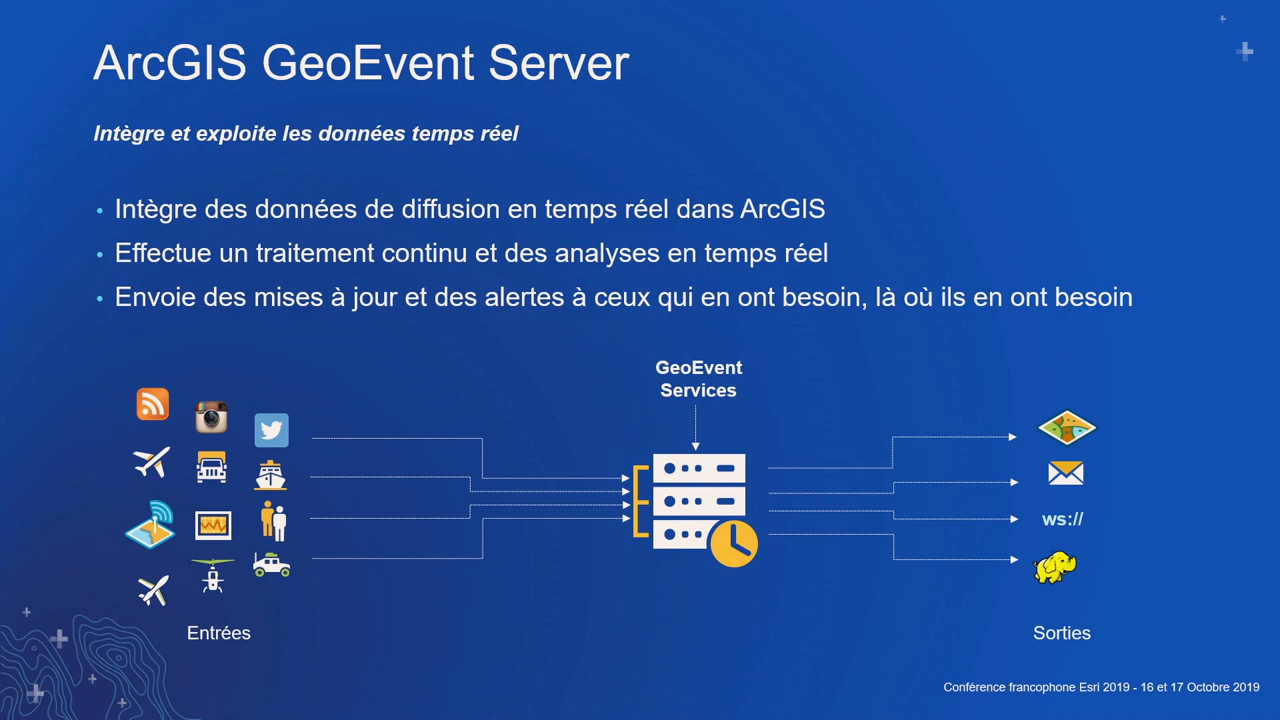 ArcGIS GeoEvent Server
Intègre et exploite les données temps réel
• Intègre des données de diffusion en temps réel dans ArcGIS
• Effectue un traitement continu et des analyses en temps réel
• Envoie des mises à jour et des alertes à ceux qui en ont besoin, là où ils en ont besoin
GeoEvent
Services
ws://
Entrées
Sorties
Conférence francophone Esri 2019 - 16 et 17 Octobre 2019